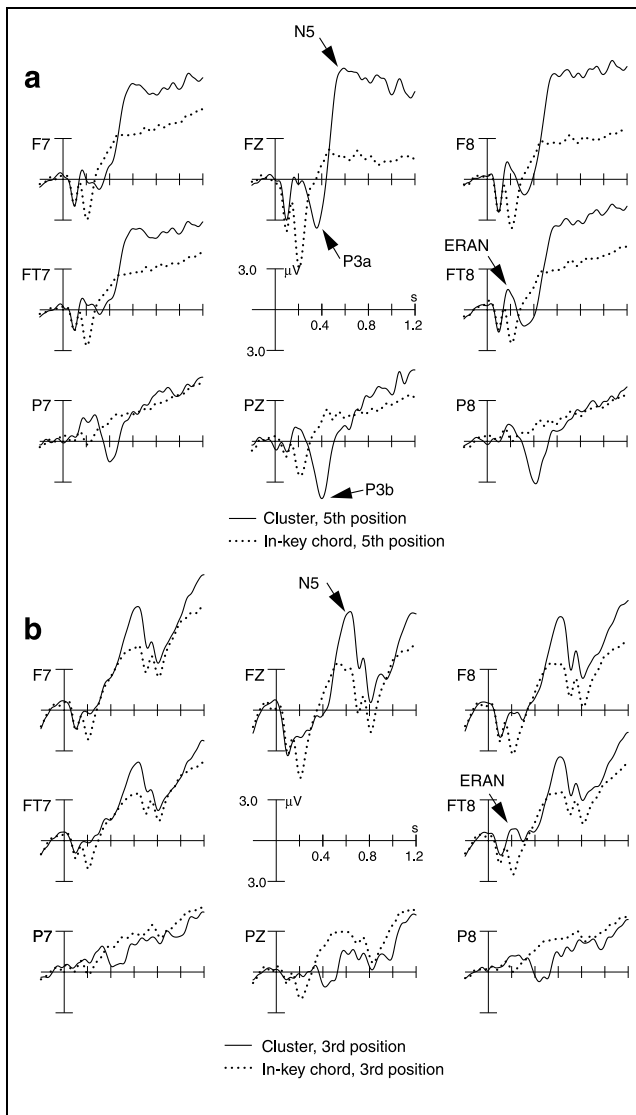 N5
a
F7
FZ
F8
P3a
ERAN
FT7
3.0
µV
s
FT8
0.4
0.8
1.2
3.0
P7
PZ
P8
P3b
Cluster, 5th position
In-key chord, 5th position
N5
b
F7
FZ
F8
ERAN
FT7
3.0
µV
s
FT8
0.4
0.8
1.2
3.0
P7
PZ
P8
Cluster, 3rd position
In-key chord, 3rd position